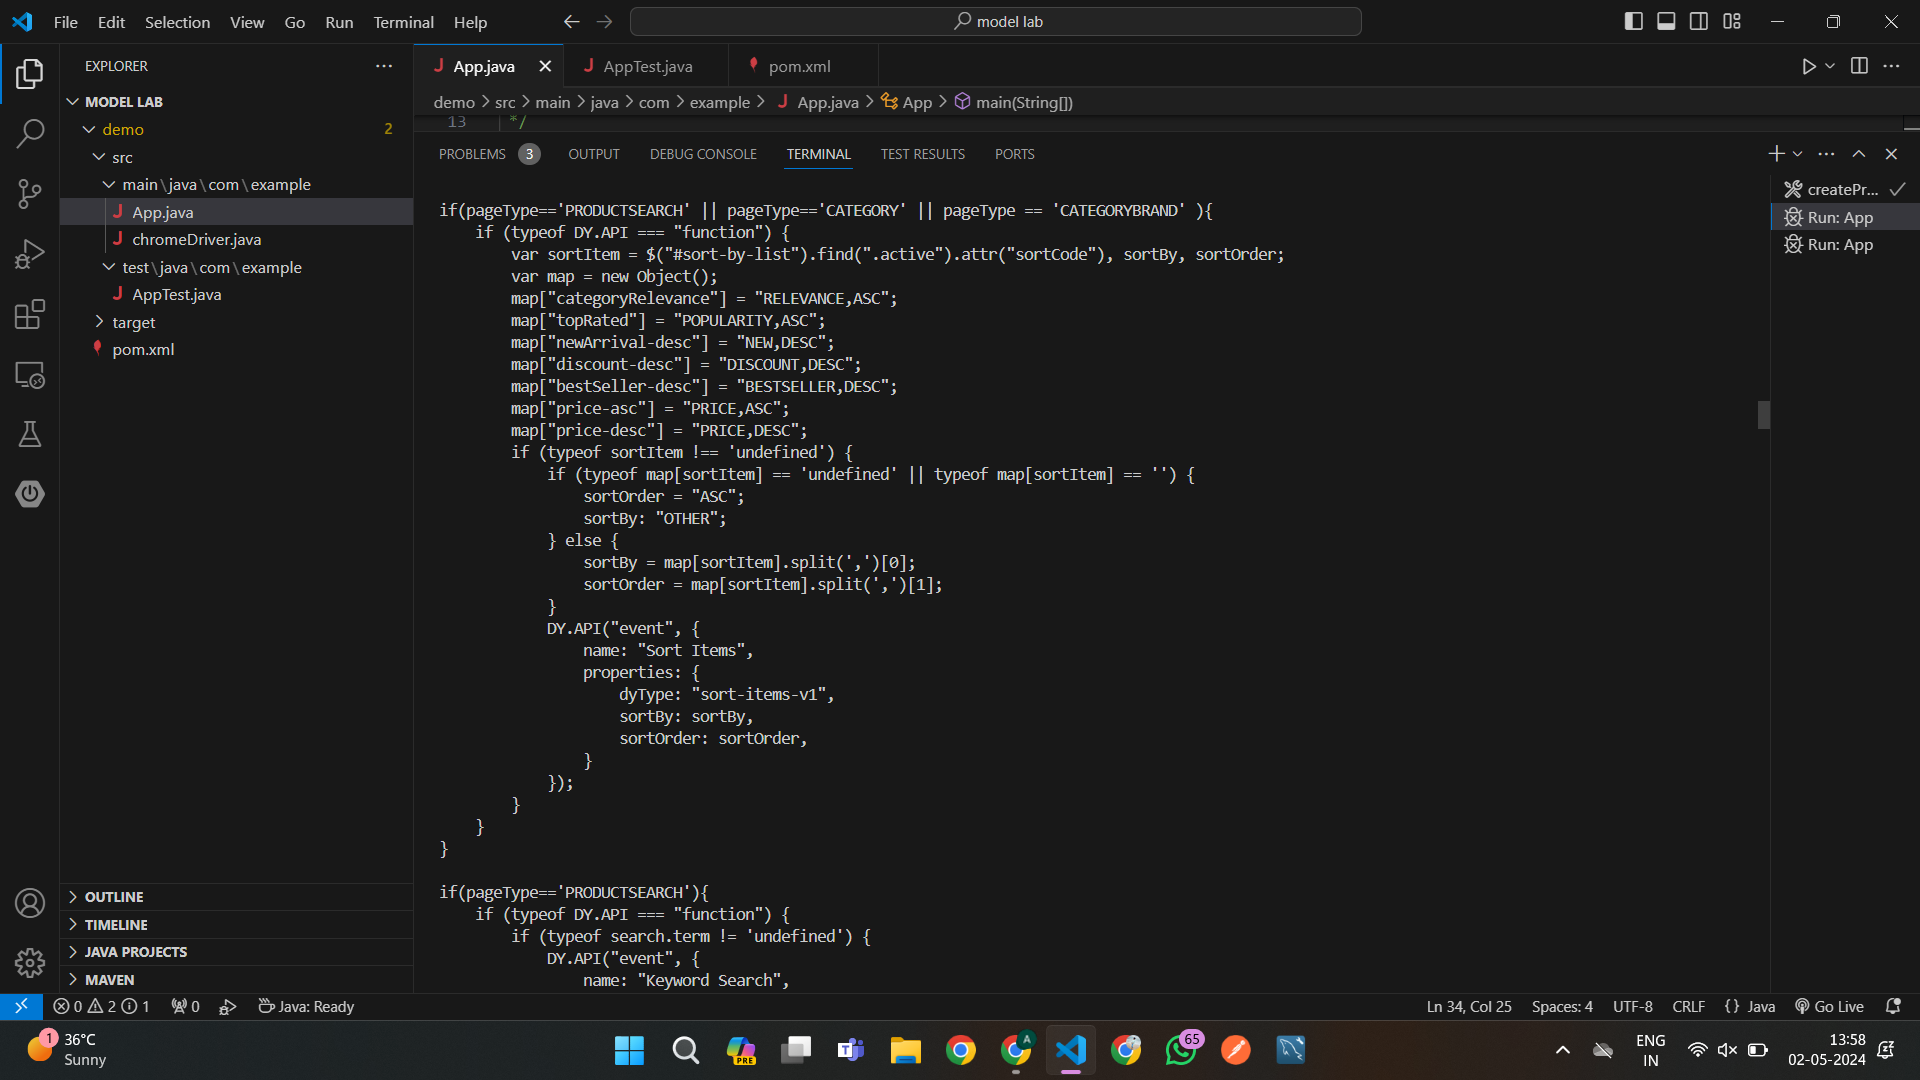 File Edit Selection View Go Run Terminal Help
model lab
EXPLORER
MODEL LAB
demo 2
src
main\java\com\example
App.java
chromeDriver.java
test\java\com\example
AppTest.java
target
pom.xml
OUTLINE
TIMELINE
JAVA PROJECTS
MAVEN
App.java AppTest.java pom.xml
demo > src > main > java > com > example > App.java > App > main(String[])
13 */
PROBLEMS 3 OUTPUT DEBUG CONSOLE TERMINAL TEST RESULTS PORTS
createPr...
Run: App
Run: App
if(pageType=='PRODUCTSEARCH' || pageType=='CATEGORY' || pageType == 'CATEGORYBRAND' ){
if (typeof DY.API === "function") {
var sortItem = $("#sort-by-list").find(".active").attr("sortCode"), sortBy, sortOrder;
var map = new Object();
map["categoryRelevance"] = "RELEVANCE,ASC";
map["topRated"] = "POPULARITY,ASC";
map["newArrival-desc"] = "NEW,DESC";
map["discount-desc"] = "DISCOUNT,DESC";
map["bestSeller-desc"] = "BESTSELLER,DESC";
map["price-asc"] = "PRICE,ASC";
map["price-desc"] = "PRICE,DESC";
if (typeof sortItem !== 'undefined') {
if (typeof map[sortItem] == 'undefined' || typeof map[sortItem] == '') {
sortOrder = "ASC";
sortBy: "OTHER";
} else {
sortBy = map[sortItem].split(',')[0];
sortOrder = map[sortItem].split(',')[1];
}
DY.API("event", {
name: "Sort Items",
properties: {
dyType: "sort-items-v1",
sortBy: sortBy,
sortOrder: sortOrder,
}
});
}
}
}
if(pageType=='PRODUCTSEARCH'){
if (typeof DY.API === "function") {
if (typeof search.term != 'undefined') {
DY.API("event", {
name: "Keyword Search",
0 2 1 0 Java: Ready Ln 34, Col 25 Spaces: 4 UTF-8 CRLF {} Java Go Live
1 36°C
Sunny
PRE
A
65
ENG
IN
13:58
02-05-2024